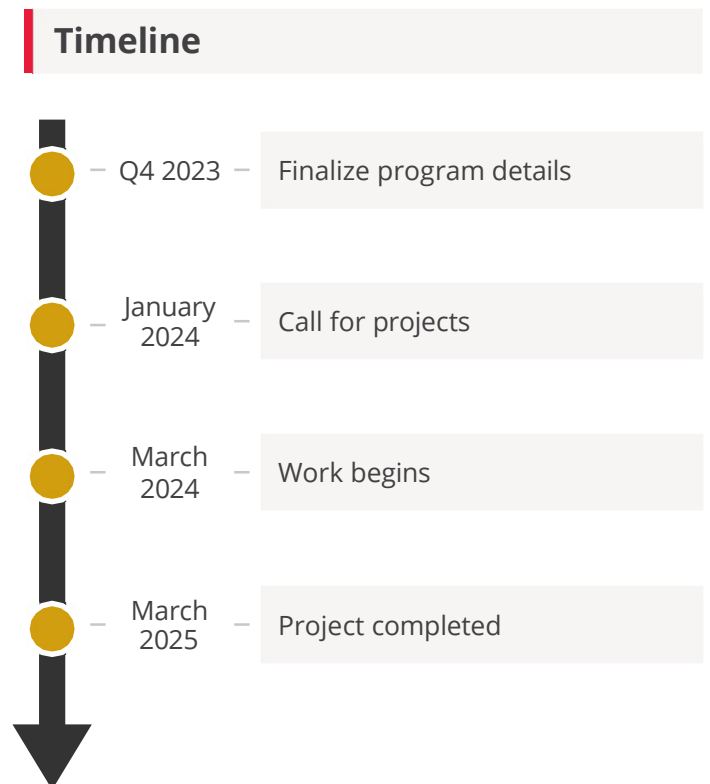 Timeline
Q4 2023
Finalize program details
January
2024
Call for projects
March
2024
Work begins
March
2025
Project completed